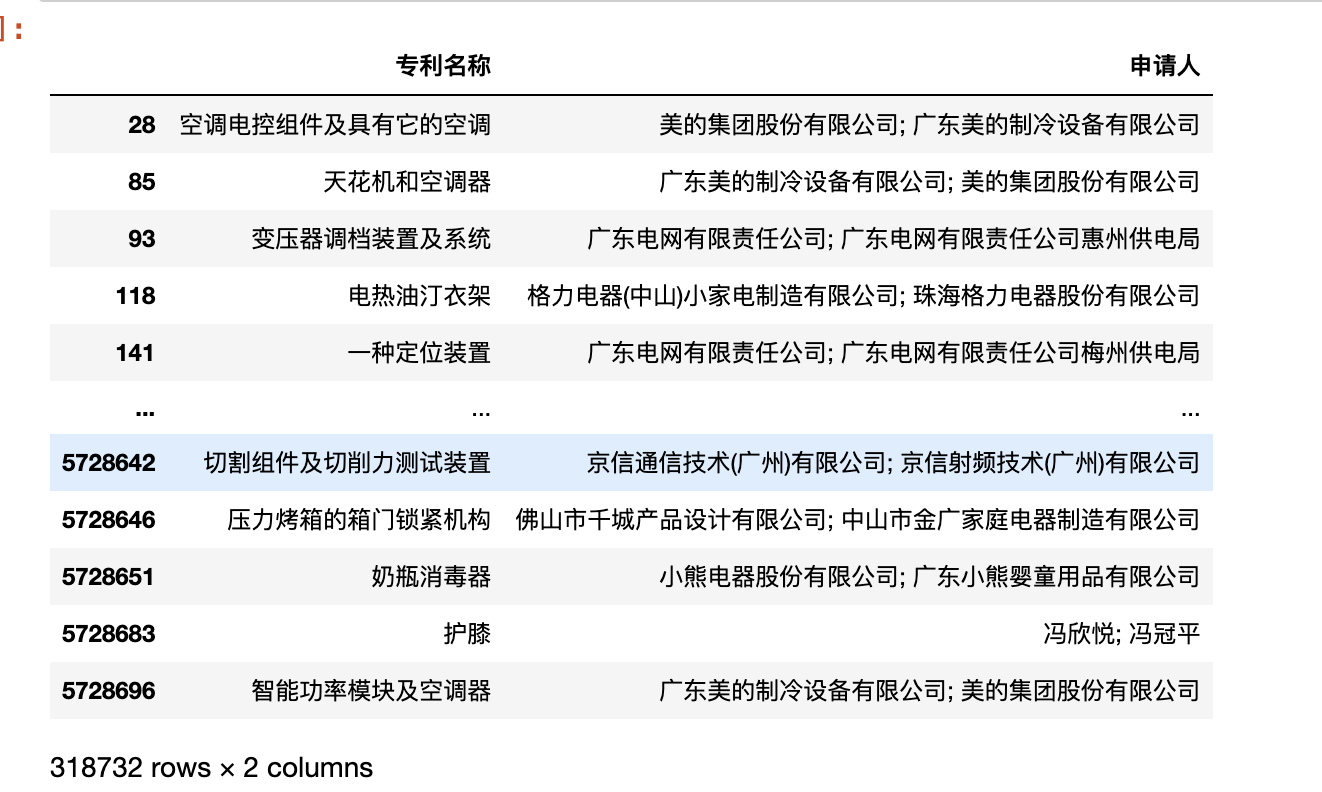 ]:
专利名称 申请人
28 空调电控组件及具有它的空调 美的集团股份有限公司; 广东美的制冷设备有限公司
85 天花机和空调器 广东美的制冷设备有限公司; 美的集团股份有限公司
93 变压器调档装置及系统 广东电网有限责任公司; 广东电网有限责任公司惠州供电局
118 电热油汀衣架 格力电器(中山)小家电制造有限公司; 珠海格力电器股份有限公司
141 一种定位装置 广东电网有限责任公司; 广东电网有限责任公司梅州供电局
... ... ...
5728642 切割组件及切削力测试装置 京信通信技术(广州)有限公司; 京信射频技术(广州)有限公司
5728646 压力烤箱的箱门锁紧机构 佛山市千城产品设计有限公司; 中山市金广家庭电器制造有限公司
5728651 奶瓶消毒器 小熊电器股份有限公司; 广东小熊婴童用品有限公司
5728683 护膝 冯欣悦; 冯冠平
5728696 智能功率模块及空调器 广东美的制冷设备有限公司; 美的集团股份有限公司
318732 rows × 2 columns